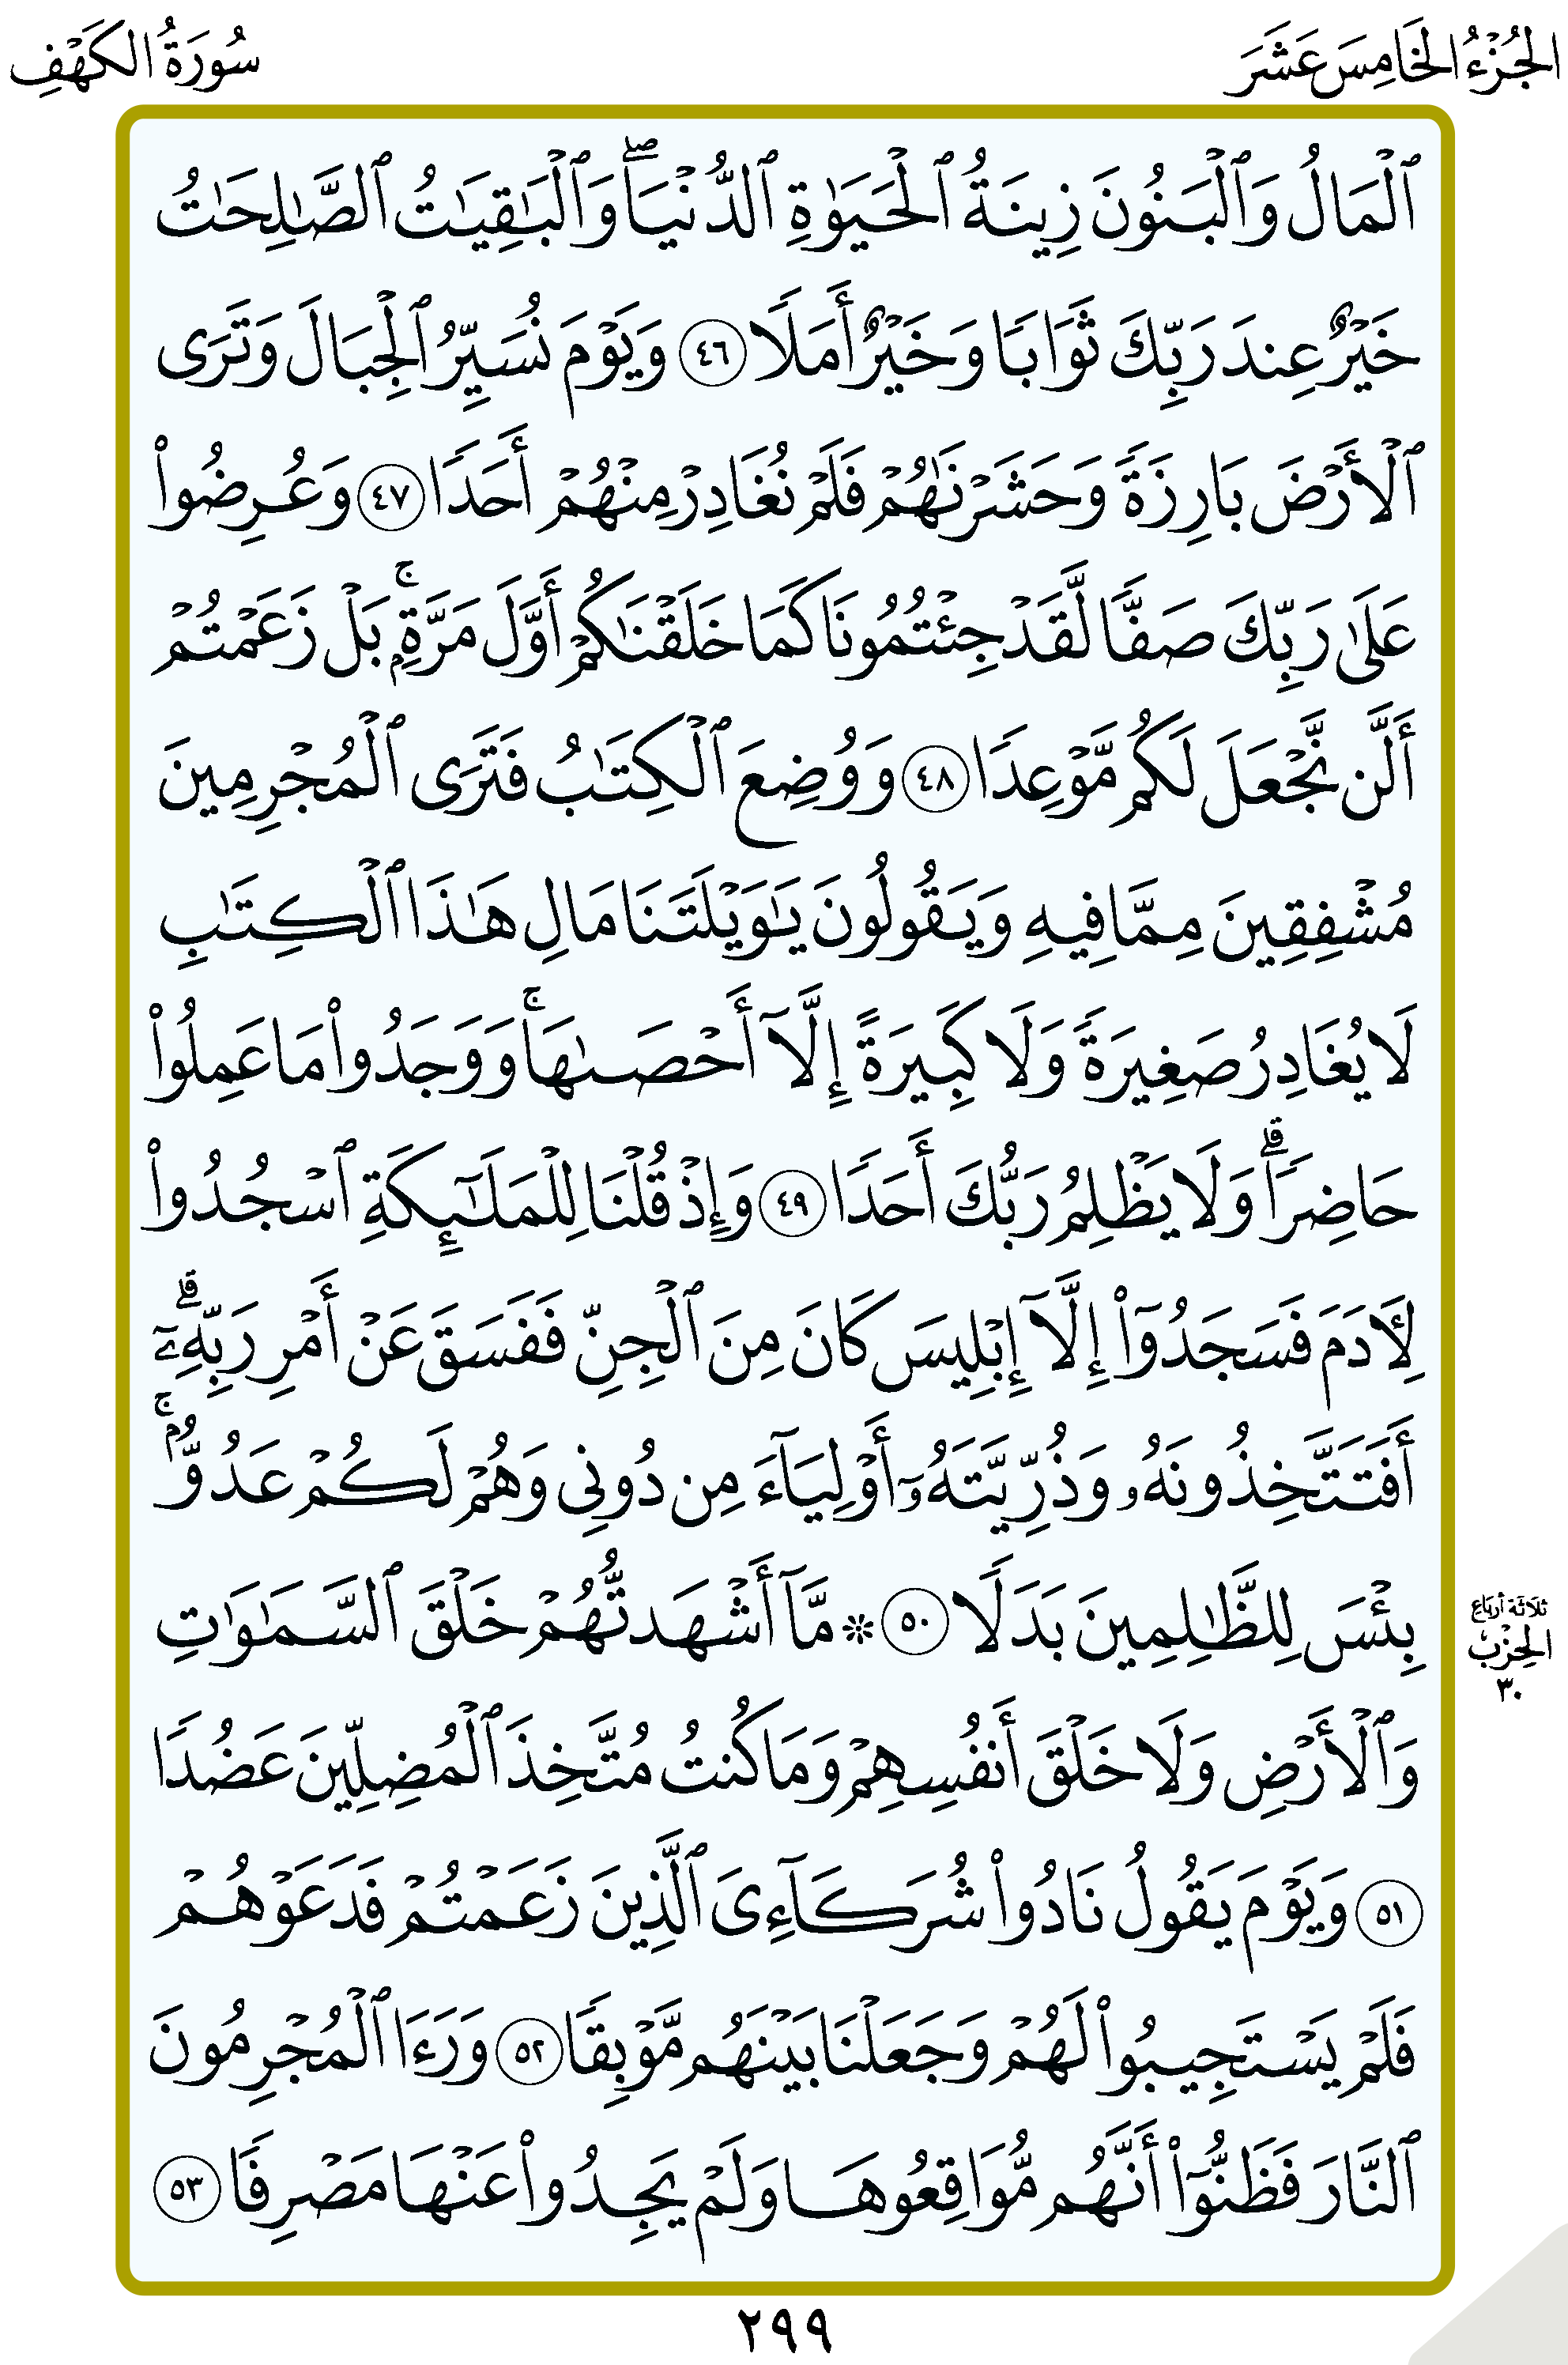 الجُزْءُ الخَامِسَ عَشَرَ
سُورَةُ الكَهْفِ
ٱلْمَالُ وَٱلْبَنُونَ زِينَةُ ٱلْحَيَوٰةِ ٱلدُّنْيَاۖ وَٱلْبَٰقِيَٰتُ ٱلصَّٰلِحَٰتُ
خَيْرٌ عِندَ رَبِّكَ ثَوَابًا وَخَيْرٌ أَمَلًا ٤٦ وَيَوْمَ نُسَيِّرُ ٱلْجِبَالَ وَتَرَى
ٱلْأَرْضَ بَارِزَةً وَحَشَرْنَٰهُمْ فَلَمْ نُغَادِرْ مِنْهُمْ أَحَدًا ٤٧ وَعُرِضُوا۟
عَلَىٰ رَبِّكَ صَفًّا لَّقَدْ جِئْتُمُونَا كَمَا خَلَقْنَٰكُمْ أَوَّلَ مَرَّةٍۭۚ بَلْ زَعَمْتُمْ
أَلَّن نَّجْعَلَ لَكُم مَّوْعِدًا ٤٨ وَوُضِعَ ٱلْكِتَٰبُ فَتَرَى ٱلْمُجْرِمِينَ
مُشْفِقِينَ مِمَّا فِيهِ وَيَقُولُونَ يَٰوَيْلَتَنَا مَالِ هَٰذَا ٱلْكِتَٰبِ
لَا يُغَادِرُ صَغِيرَةً وَلَا كَبِيرَةً إِلَّآ أَحْصَىٰهَاۚ وَوَجَدُوا۟ مَا عَمِلُوا۟
حَاضِرًاۗ وَلَا يَظْلِمُ رَبُّكَ أَحَدًا ٤٩ وَإِذْ قُلْنَا لِلْمَلَٰٓئِكَةِ ٱسْجُدُوا۟
لِءَادَمَ فَسَجَدُوٓا۟ إِلَّآ إِبْلِيسَ كَانَ مِنَ ٱلْجِنِّ فَفَسَقَ عَنْ أَمْرِ رَبِّهِۦٓۗ
أَفَتَتَّخِذُونَهُۥ وَذُرِّيَّتَهُۥٓ أَوْلِيَآءَ مِن دُونِى وَهُمْ لَكُمْ عَدُوٌّۢۚ
بِئْسَ لِلظَّٰلِمِينَ بَدَلًا ٥٠ ۞ مَّآ أَشْهَدتُّهُمْ خَلْقَ ٱلسَّمَٰوَٰتِ
ثَلَاثَة أَربَاع
الحِزْب
٣٠
وَٱلْأَرْضِ وَلَا خَلْقَ أَنفُسِهِمْ وَمَا كُنتُ مُتَّخِذَ ٱلْمُضِلِّينَ عَضُدًا
٥١ وَيَوْمَ يَقُولُ نَادُوا۟ شُرَكَآءِىَ ٱلَّذِينَ زَعَمْتُمْ فَدَعَوْهُمْ
فَلَمْ يَسْتَجِيبُوا۟ لَهُمْ وَجَعَلْنَا بَيْنَهُم مَّوْبِقًا ٥٢ وَرَءَا ٱلْمُجْرِمُونَ
ٱلنَّارَ فَظَنُّوٓا۟ أَنَّهُم مُّوَاقِعُوهَا وَلَمْ يَجِدُوا۟ عَنْهَا مَصْرِفًا ٥٣
٢٩٩